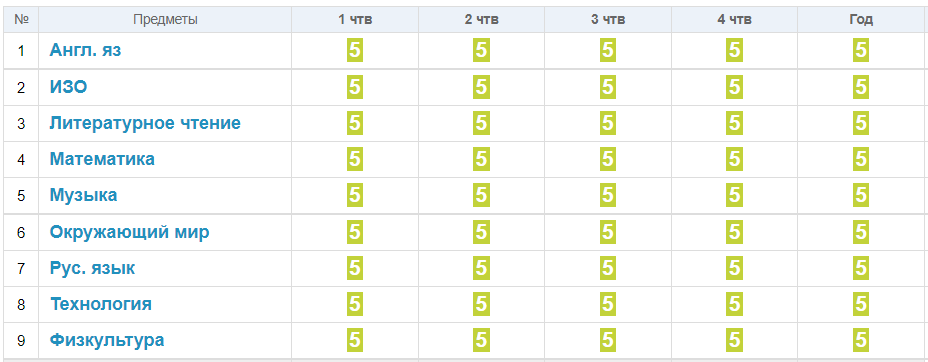 № Предметы 1 чтв 2 чтв 3 чтв 4 чтв Год
1 Англ. яз 5 5 5 5 5
2 ИЗО 5 5 5 5 5
3 Литературное чтение 5 5 5 5 5
4 Математика 5 5 5 5 5
5 Музыка 5 5 5 5 5
6 Окружающий мир 5 5 5 5 5
7 Рус. язык 5 5 5 5 5
8 Технология 5 5 5 5 5
9 Физкультура 5 5 5 5 5